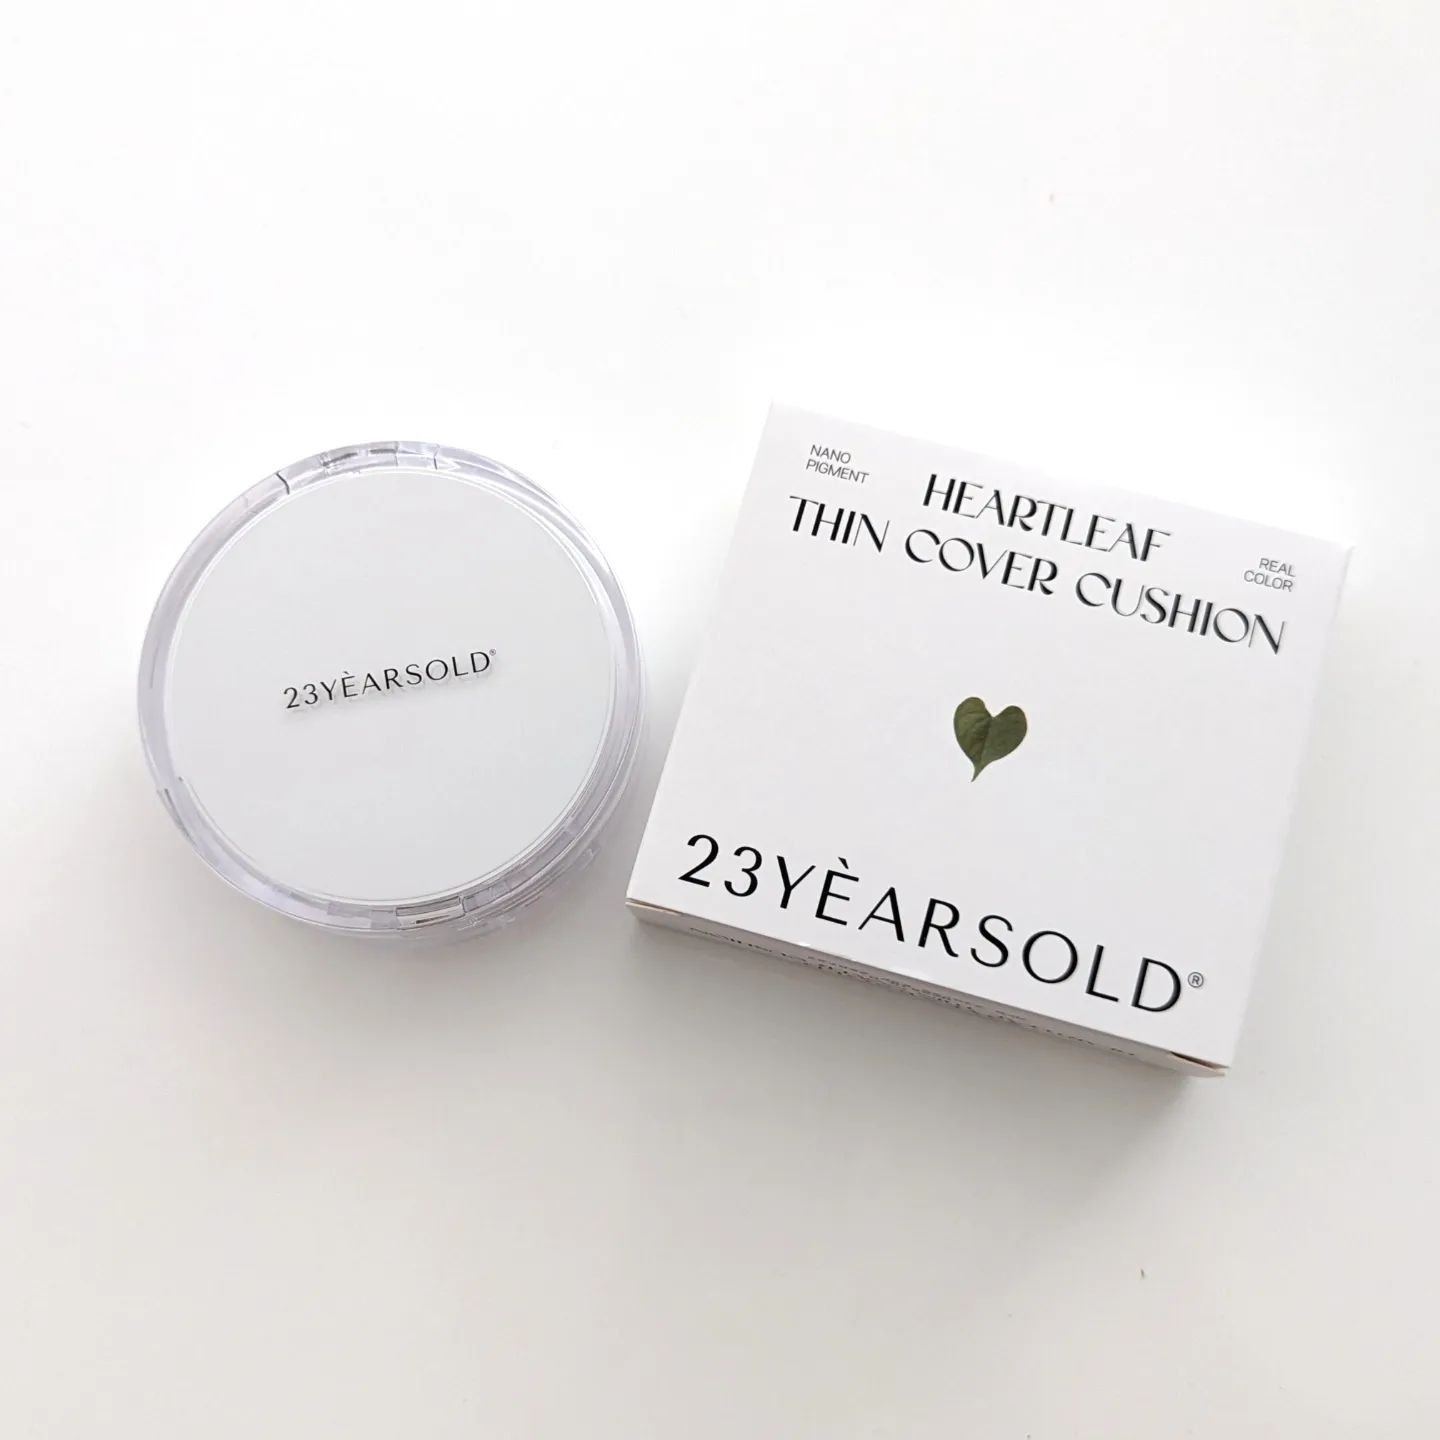 23YÈARSOLD®
NANO
PIGMENT
HEARTLEAF
THIN COVER CUSHION
REAL
COLOR
23YÈARSOLD®